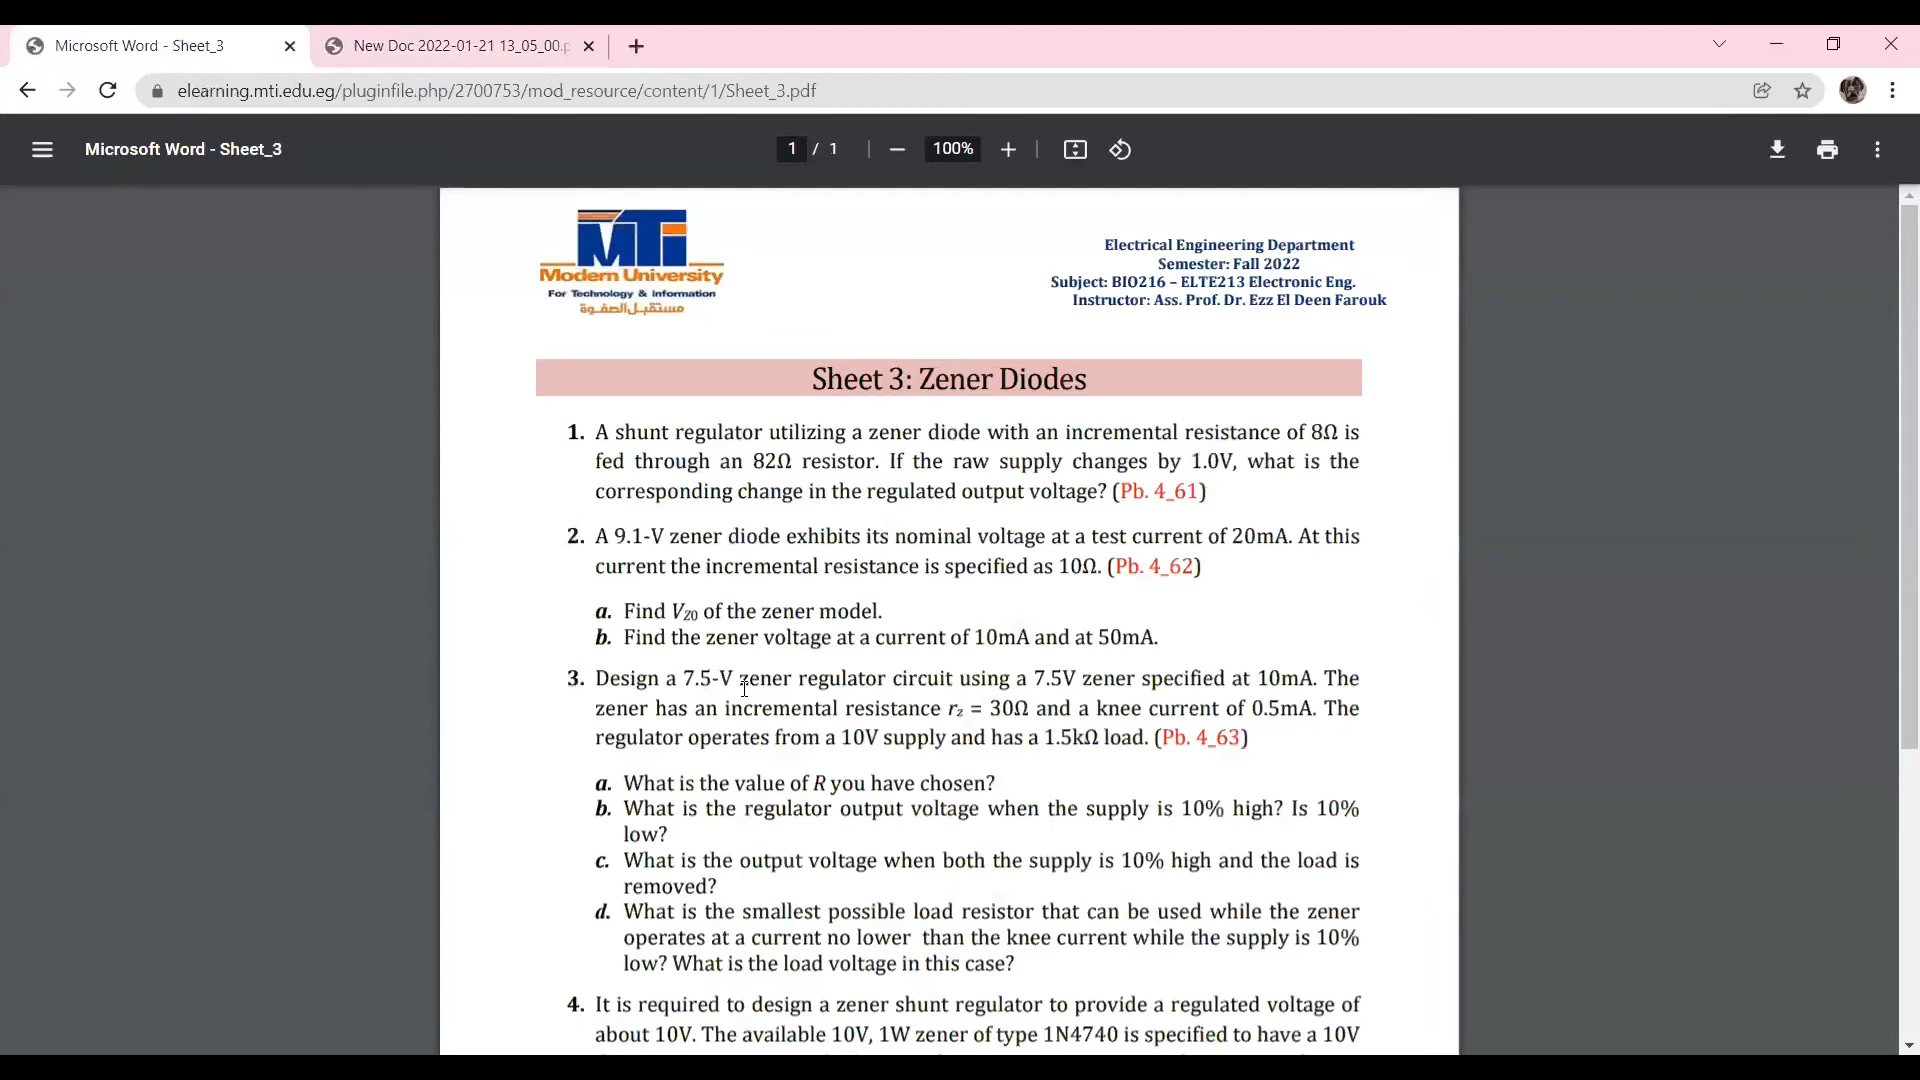 Microsoft Word - Sheet_3
New Doc 2022-01-21 13_05_00.p
elearning.mti.edu.eg/pluginfile.php/2700753/mod_resource/content/1/Sheet_3.pdf
Microsoft Word - Sheet_3
1 / 1
100%
MTi
Modern University
For Technology & Information
مستقبل الصفوة
Electrical Engineering Department
Semester: Fall 2022
Subject: BIO216 – ELTE213 Electronic Eng.
Instructor: Ass. Prof. Dr. Ezz El Deen Farouk
Sheet 3: Zener Diodes
1. A shunt regulator utilizing a zener diode with an incremental resistance of 8Ω is
fed through an 82Ω resistor. If the raw supply changes by 1.0V, what is the
corresponding change in the regulated output voltage? (Pb. 4_61)
2. A 9.1-V zener diode exhibits its nominal voltage at a test current of 20mA. At this
current the incremental resistance is specified as 10Ω. (Pb. 4_62)
a. Find VZ0 of the zener model.
b. Find the zener voltage at a current of 10mA and at 50mA.
3. Design a 7.5-V zener regulator circuit using a 7.5V zener specified at 10mA. The
zener has an incremental resistance rz = 30Ω and a knee current of 0.5mA. The
regulator operates from a 10V supply and has a 1.5kΩ load. (Pb. 4_63)
a. What is the value of R you have chosen?
b. What is the regulator output voltage when the supply is 10% high? Is 10%
low?
c. What is the output voltage when both the supply is 10% high and the load is
removed?
d. What is the smallest possible load resistor that can be used while the zener
operates at a current no lower than the knee current while the supply is 10%
low? What is the load voltage in this case?
4. It is required to design a zener shunt regulator to provide a regulated voltage of
about 10V. The available 10V, 1W zener of type 1N4740 is specified to have a 10V